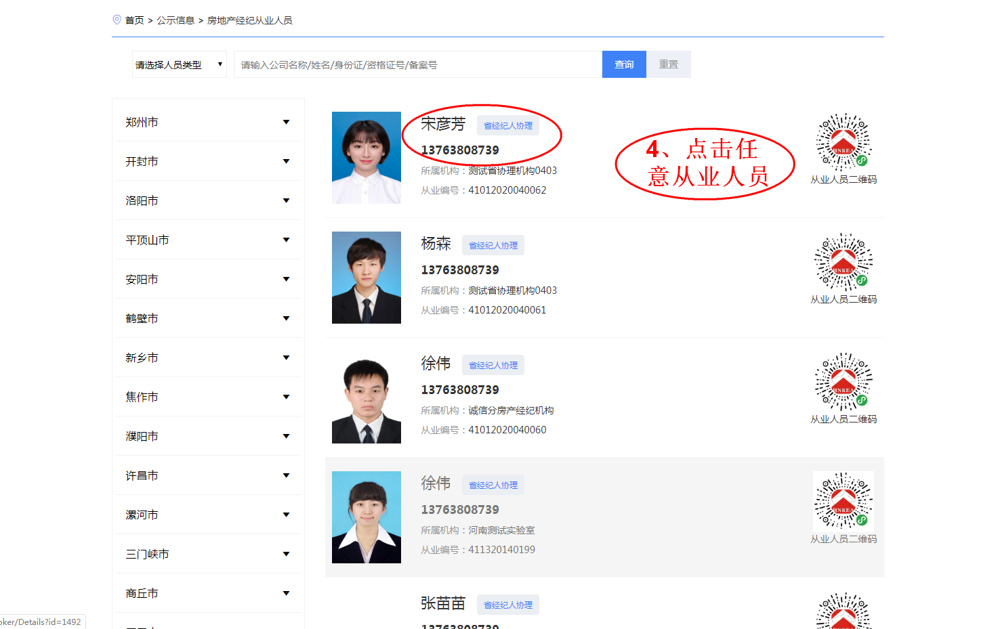 首页 > 公示信息 > 房地产经纪从业人员
请选择人员类型
请输入公司名称/姓名/身份证/资格证号/备案号
查询
重置
郑州市
开封市
洛阳市
平顶山市
安阳市
鹤壁市
新乡市
焦作市
濮阳市
许昌市
漯河市
三门峡市
商丘市
宋彦芳 省经纪人协理
13763808739
所属机构：测试省协理机构0403
从业编号：41012020040062
4、点击任
意从业人员
从业人员二维码
杨森 省经纪人协理
13763808739
所属机构：测试省协理机构0403
从业编号：41012020040061
从业人员二维码
徐伟 省经纪人协理
13763808739
所属机构：诚信分房产经纪机构
从业编号：41012020040060
从业人员二维码
徐伟 省经纪人协理
13763808739
所属机构：河南测试实验室
从业编号：411320140199
从业人员二维码
张苗苗 省经纪人协理
13763808739
oker/Details?id=1492